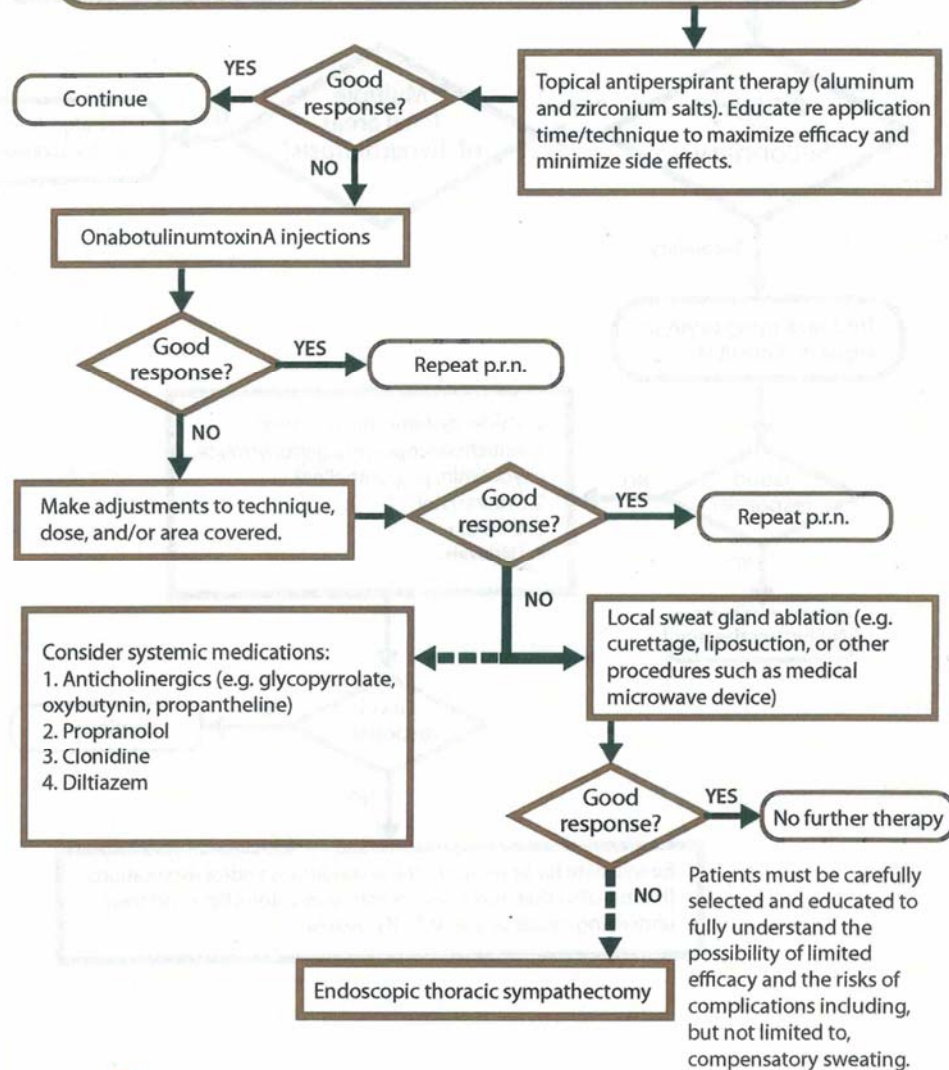 Topical antiperspirant therapy (aluminum
and zirconium salts). Educate re application
time/technique to maximize efficacy and
minimize side effects.
Good
response?
YES
Continue
NO
OnabotulinumtoxinA injections
Good
response?
YES
Repeat p.r.n.
NO
Make adjustments to technique,
dose, and/or area covered.
Good
response?
YES
Repeat p.r.n.
NO
Consider systemic medications:
1. Anticholinergics (e.g. glycopyrrolate,
oxybutynin, propantheline)
2. Propranolol
3. Clonidine
4. Diltiazem
Local sweat gland ablation (e.g.
curettage, liposuction, or other
procedures such as medical
microwave device)
Good
response?
YES
No further therapy
NO
Patients must be carefully
selected and educated to
fully understand the
possibility of limited
efficacy and the risks of
complications including,
but not limited to,
compensatory sweating.
Endoscopic thoracic sympathectomy